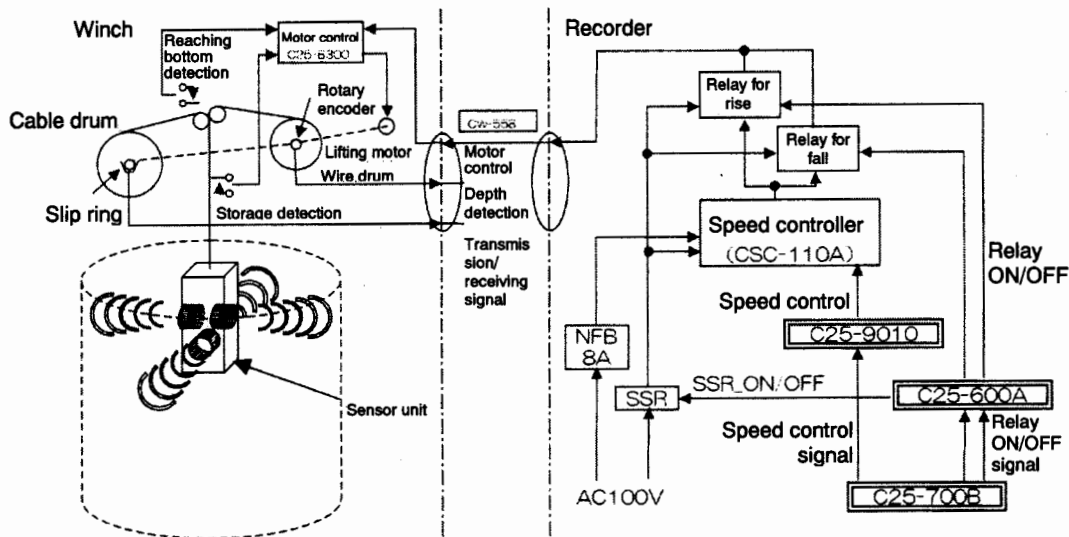 Winch
Recorder
Reaching
bottom
detection
Motor control
C25-6300
Relay for
rise
Rotary
encoder
Cable drum
CW-558
Relay for
fall
Lifting motor
Motor
control
Wire drum
Depth
detection
Slip ring
Storage detection
Speed controller
(CSC-110A)
Transmis
sion/
receiving
signal
Relay
ON/OFF
Speed control
NFB
8A
C25-9010
SSR_ON/OFF
SSR
C25-600A
Sensor unit
Speed control
signal
Relay
ON/OFF
signal
AC100V
C25-700B